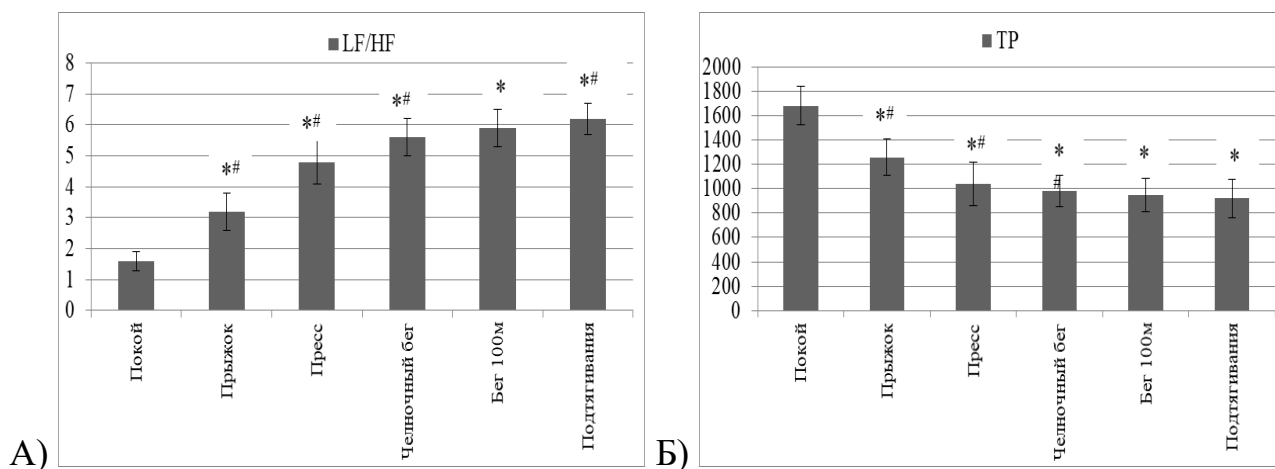 LF/HF
8
7
6
5
4
3
2
1
0
*#
*#
*#
*
*#
Покой
Прыжок
Пресс
Челночный бег
Бег 100м
Подтягивания
А)
TP
2000
1800
1600
1400
1200
1000
800
600
400
200
0
*#
*#
*
#
*
*
Покой
Прыжок
Пресс
Челночный бег
Бег 100м
Подтягивания
Б)